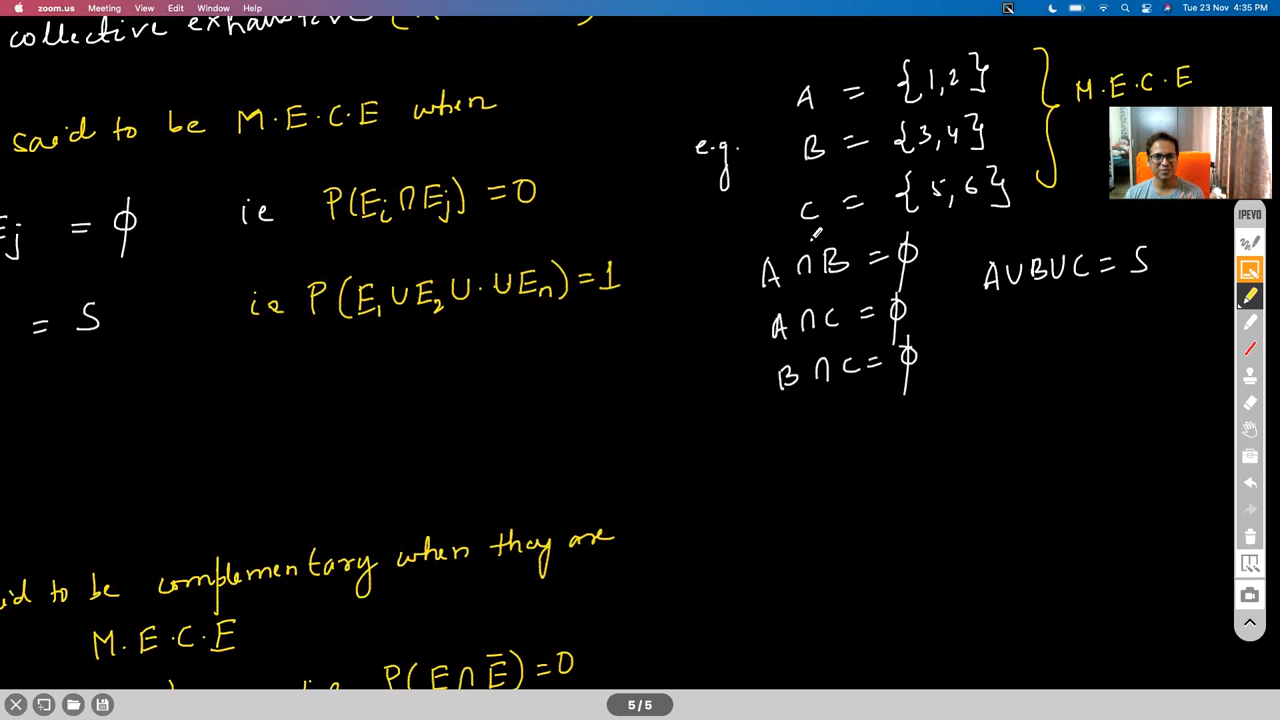 zoom.us Meeting View Edit Window Help Tue 23 Nov 4:35 PM
collective exhaustive (
said to be M.E.C.E when
Ej = ϕ ie P(Ei∩Ej) = 0
= S ie P(E₁∪E₂∪..∪En) = 1
e.g.
A = {1,2}
B = {3,4}
C = {5,6}
M.E.C.E
A∩B = ϕ
A∩C = ϕ
B∩C = ϕ
A∪B∪C = S
IPEVO
to be complementary when they are
M.E.C.E
P(E∩Ē) = 0
5/5